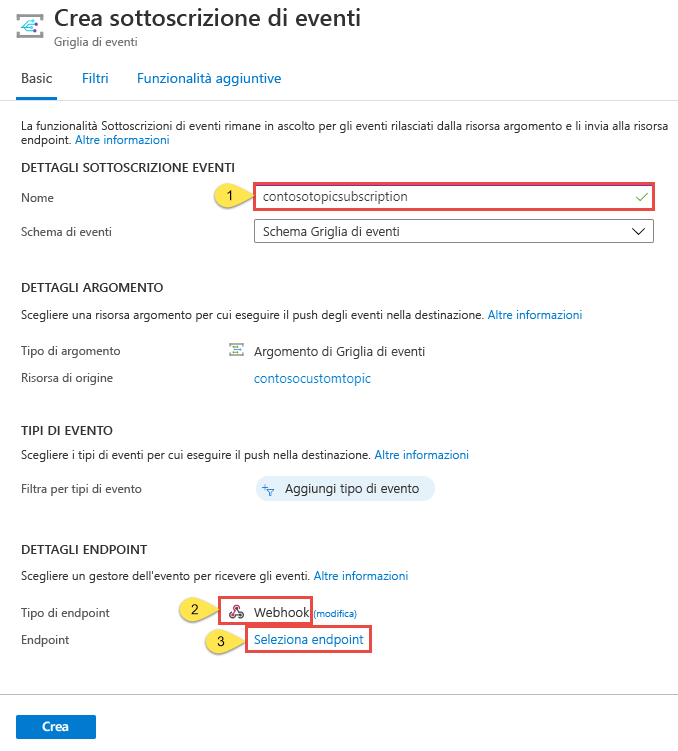 Crea sottoscrizione di eventi
Griglia di eventi
Basic Filtri Funzionalità aggiuntive
La funzionalità Sottoscrizioni di eventi rimane in ascolto per gli eventi rilasciati dalla risorsa argomento e li invia alla risorsa
endpoint. Altre informazioni
DETTAGLI SOTTOSCRIZIONE EVENTI
Nome 1 contosotopicsubscription
Schema di eventi Schema Griglia di eventi
DETTAGLI ARGOMENTO
Scegliere una risorsa argomento per cui eseguire il push degli eventi nella destinazione. Altre informazioni
Tipo di argomento Argomento di Griglia di eventi
Risorsa di origine contosocustomtopic
TIPI DI EVENTO
Scegliere i tipi di eventi per cui eseguire il push nella destinazione. Altre informazioni
Filtra per tipi di evento Aggiungi tipo di evento
DETTAGLI ENDPOINT
Scegliere un gestore dell'evento per ricevere gli eventi. Altre informazioni
Tipo di endpoint 2 Webhook (modifica)
Endpoint 3 Seleziona endpoint
Crea